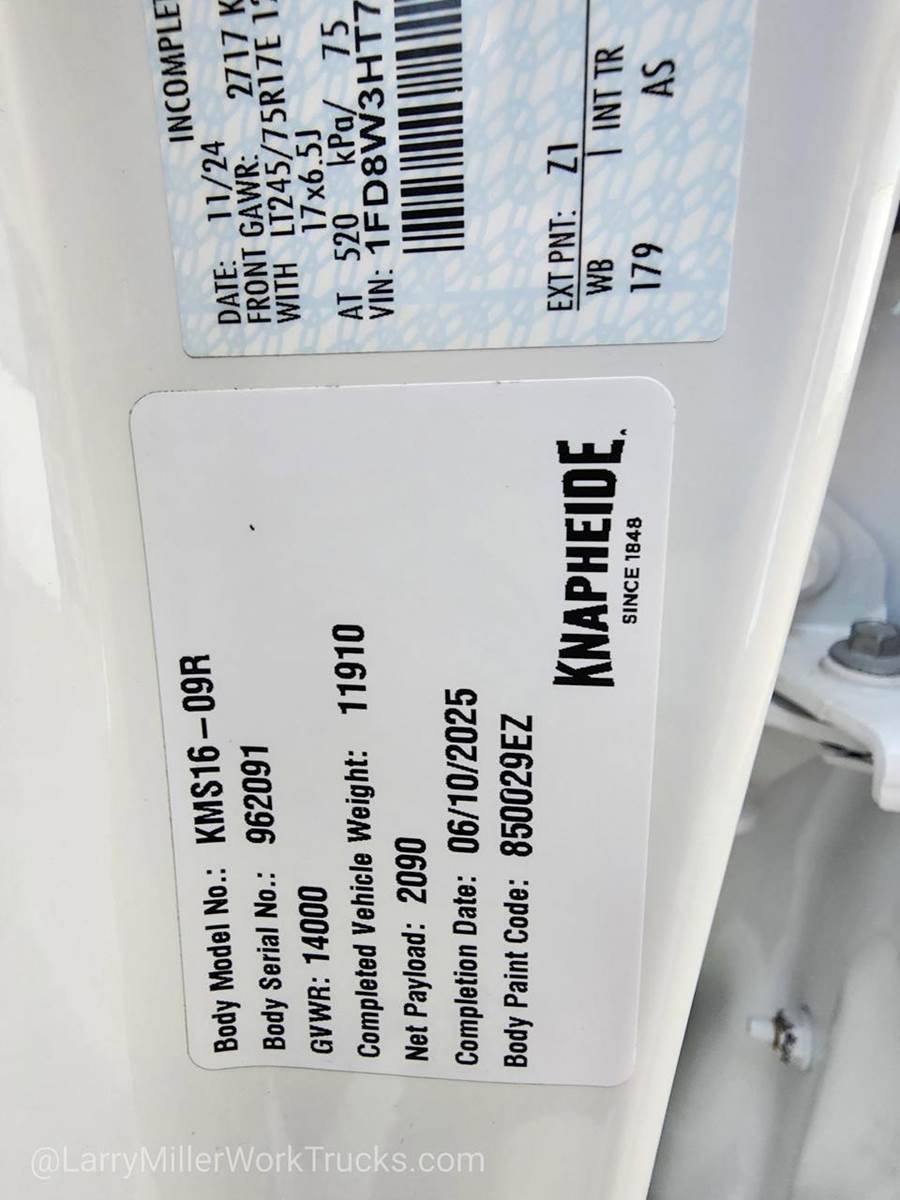 INCOMPLE
DATE: 11/24
FRONT GAWR: 2717 K
WITH LT245/75R17E
17x6.5J
AT 520 kPa/ 75
VIN: 1FD8W3HT7
EXT PNT: Z1
WB INT TR
179 AS
Body Model No.: KMS16-09R
Body Serial No.: 962091
GVWR: 14000
Completed Vehicle Weight: 11910
Net Payload: 2090
Completion Date: 06/10/2025
Body Paint Code: 850029EZ
KNAPHEIDE
SINCE 1848
@LarryMillerWorkTrucks.com